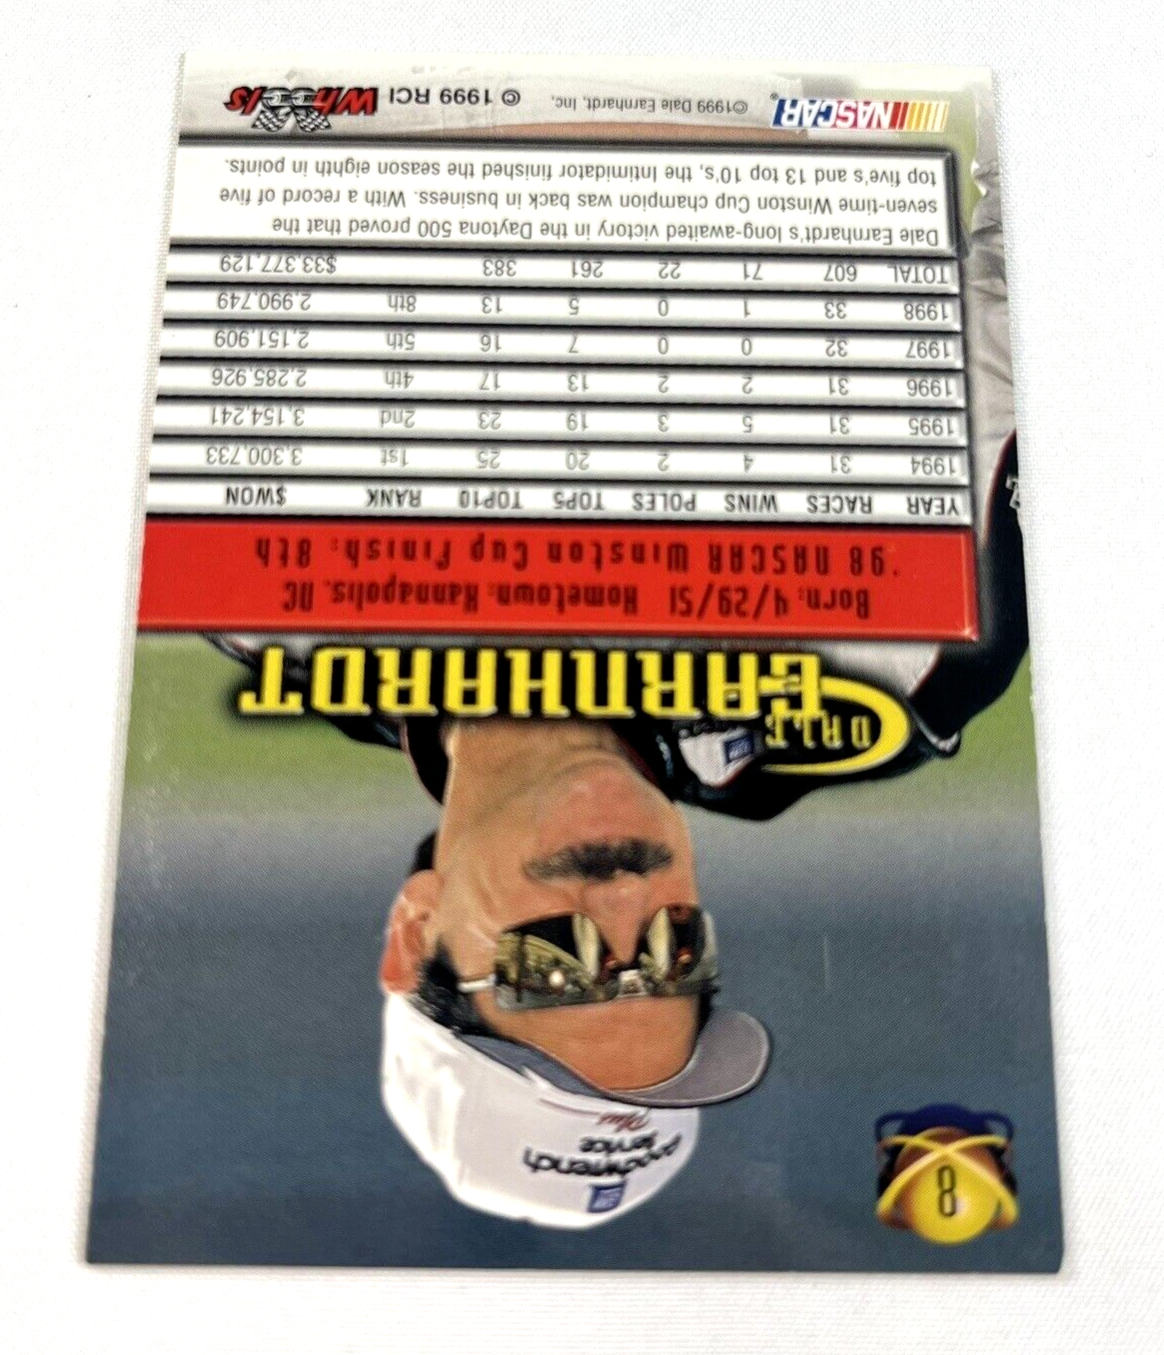 8
GM
Goodwrench
Service
Plus
DALE
EARNHARDT
Born: 4/29/51 Hometown: Kannapolis, NC
'98 NASCAR Winston Cup Finish: 8th
YEAR RACES WINS POLES TOP5 TOP10 RANK $WON
1994 31 4 2 20 25 1st 3,300,733
1995 31 5 3 19 23 2nd 3,154,241
1996 31 2 2 13 17 4th 2,285,926
1997 32 0 0 7 16 5th 2,151,909
1998 33 1 0 5 13 8th 2,990,749
TOTAL 607 71 22 261 383 $33,377,129
Dale Earnhardt's long-awaited victory in the Daytona 500 proved that the
seven-time Winston Cup champion was back in business. With a record of five
top five's and 13 top 10's, the Intimidator finished the season eighth in points.
NASCAR® ©1999 Dale Earnhardt, Inc. © 1999 RCI Wheels